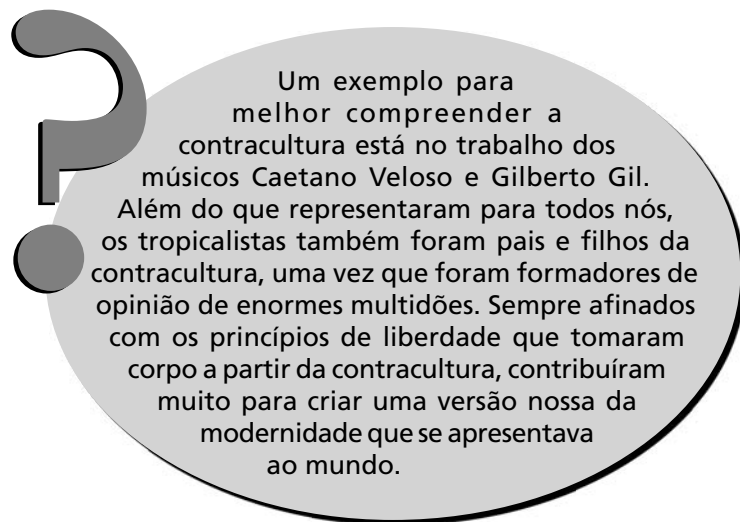 ?
Um exemplo para
melhor compreender a
contracultura está no trabalho dos
músicos Caetano Veloso e Gilberto Gil.
Além do que representaram para todos nós,
os tropicalistas também foram pais e filhos da
contracultura, uma vez que foram formadores de
opinião de enormes multidões. Sempre afinados
com os princípios de liberdade que tomaram
corpo a partir da contracultura, contribuíram
muito para criar uma versão nossa da
modernidade que se apresentava
ao mundo.